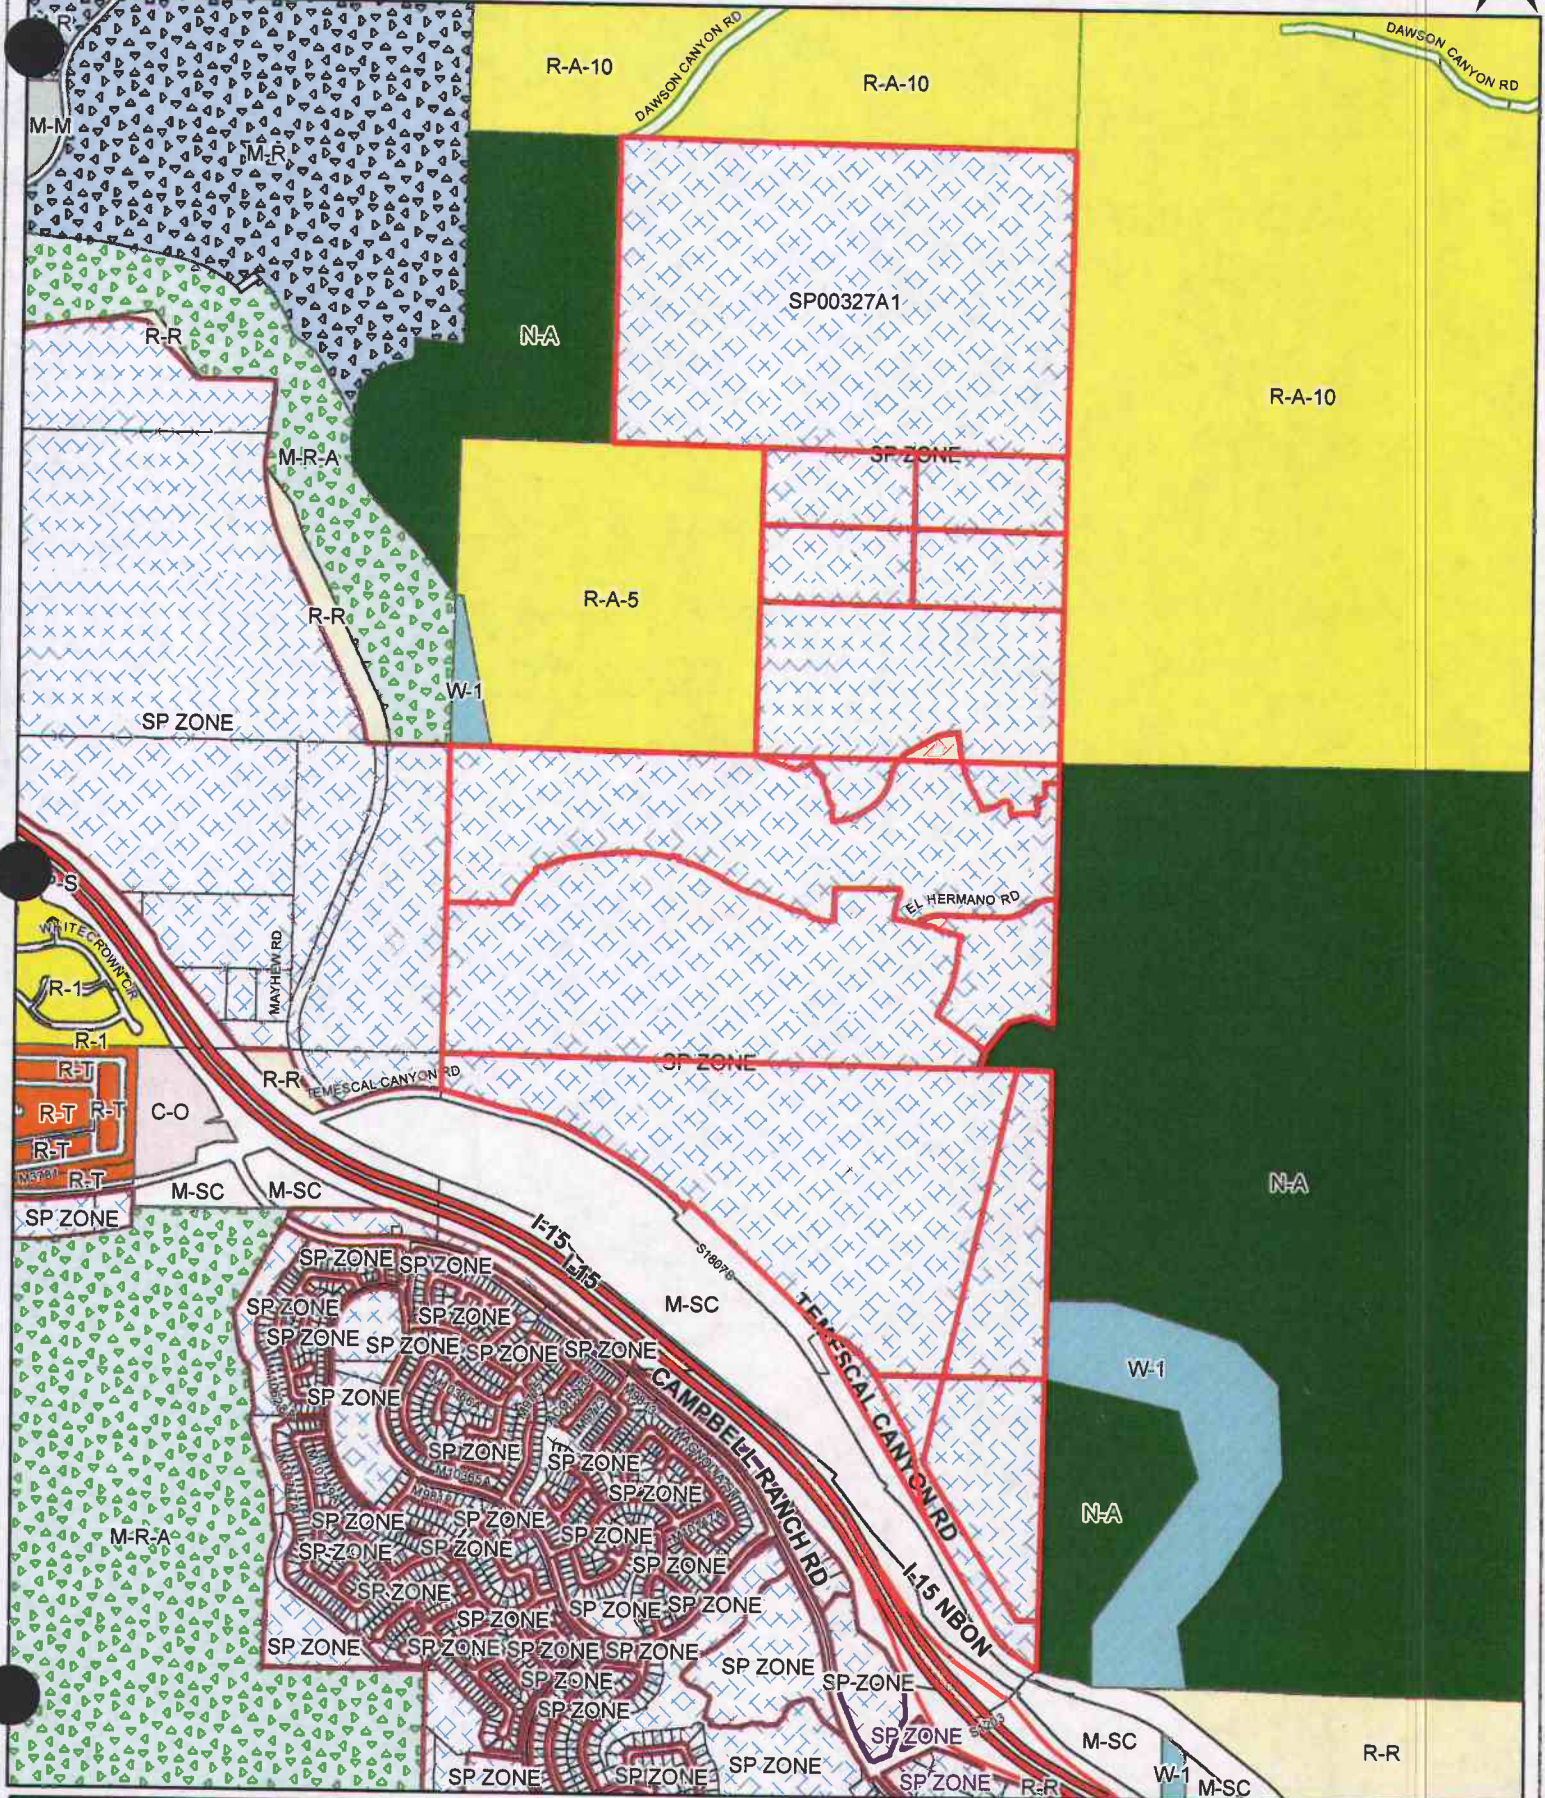 R
DAWSON CANYON RD
DAWSON CANYON RD
R-A-10
R-A-10
M-M
M-R
SP00327A1
R-R
N-A
R-A-10
M-R-A
SP ZONE
R-A-5
R-R
W-1
SP ZONE
P-S
EL HERMANO RD
WHITECROWN CIR
MAYHEW RD
R-1
R-1
SP ZONE
R-T
R-R
TEMESCAL CANYON RD
R-T
R-T
C-O
R-T
M3781
R-T
M-SC
M-SC
N-A
SP ZONE
I-15
I-15
S18078
SP ZONE
SP ZONE
M-SC
SP ZONE
SP ZONE
TEMESCAL CANYON RD
SP ZONE
SP ZONE
SP ZONE
SP ZONE
W-1
CAMPBELL RANCH RD
SP ZONE
M10366A
SP ZONE
SP ZONE
M10365A
SP ZONE
N-A
SP ZONE
SP ZONE
SP ZONE
M-R-A
SP ZONE
SP ZONE
SP ZONE
SP ZONE
I-15 NBON
SP ZONE
SP ZONE
SP ZONE
SP ZONE
SP ZONE
SP ZONE
SP ZONE
SP ZONE
SP ZONE
SP ZONE
SP ZONE
SP ZONE
SP ZONE
M-SC
R-R
SP ZONE
SP ZONE
SP ZONE
SP ZONE
R-R
W-1
M-SC